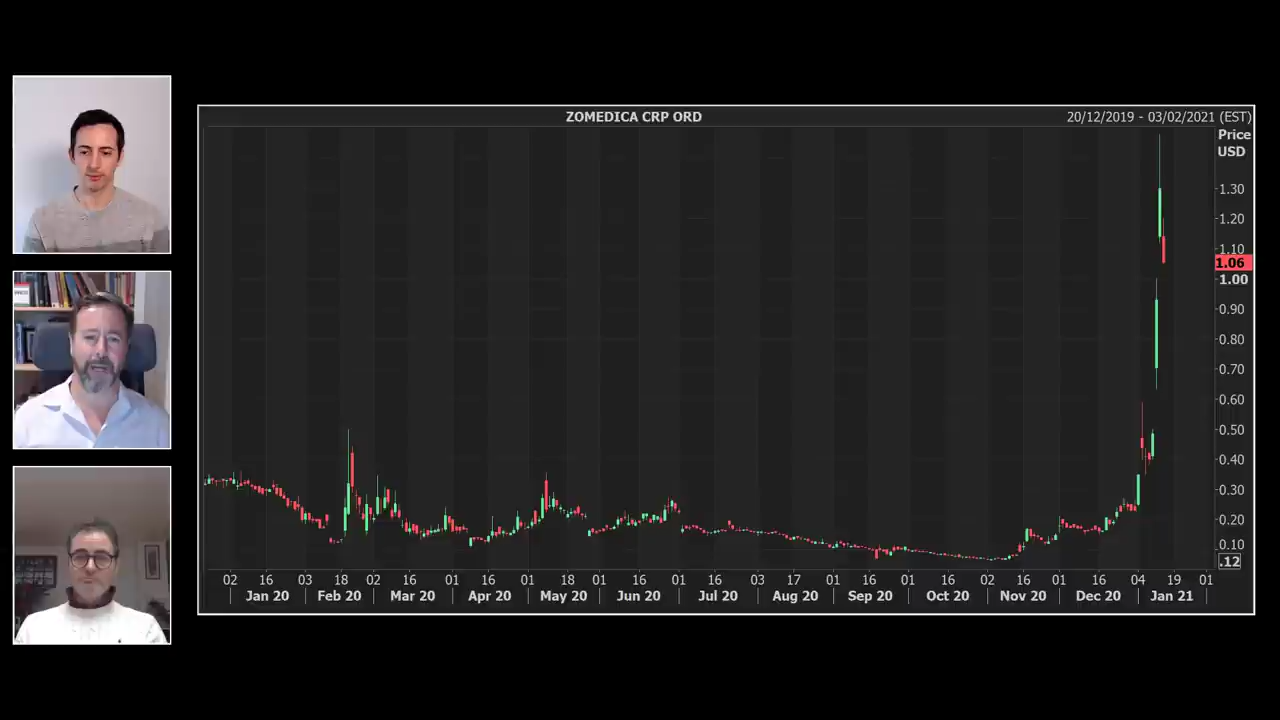 ZOMEDICA CRP ORD
20/12/2019 - 03/02/2021 (EST)
Price
USD
1.30
1.20
1.10
1.06
1.00
0.90
0.80
0.70
0.60
0.50
0.40
0.30
0.20
0.10
.12
02 16 03 18 02 16 01 16 01 18 01 16 01 16 03 17 01 16 01 16 02 16 01 16 04 19 01
Jan 20 Feb 20 Mar 20 Apr 20 May 20 Jun 20 Jul 20 Aug 20 Sep 20 Oct 20 Nov 20 Dec 20 Jan 21